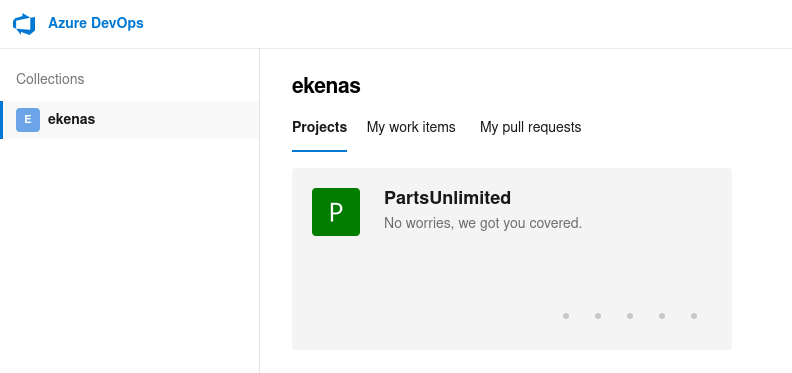 Azure DevOps
Collections
E ekenas
ekenas
Projects My work items My pull requests
P
PartsUnlimited
No worries, we got you covered.